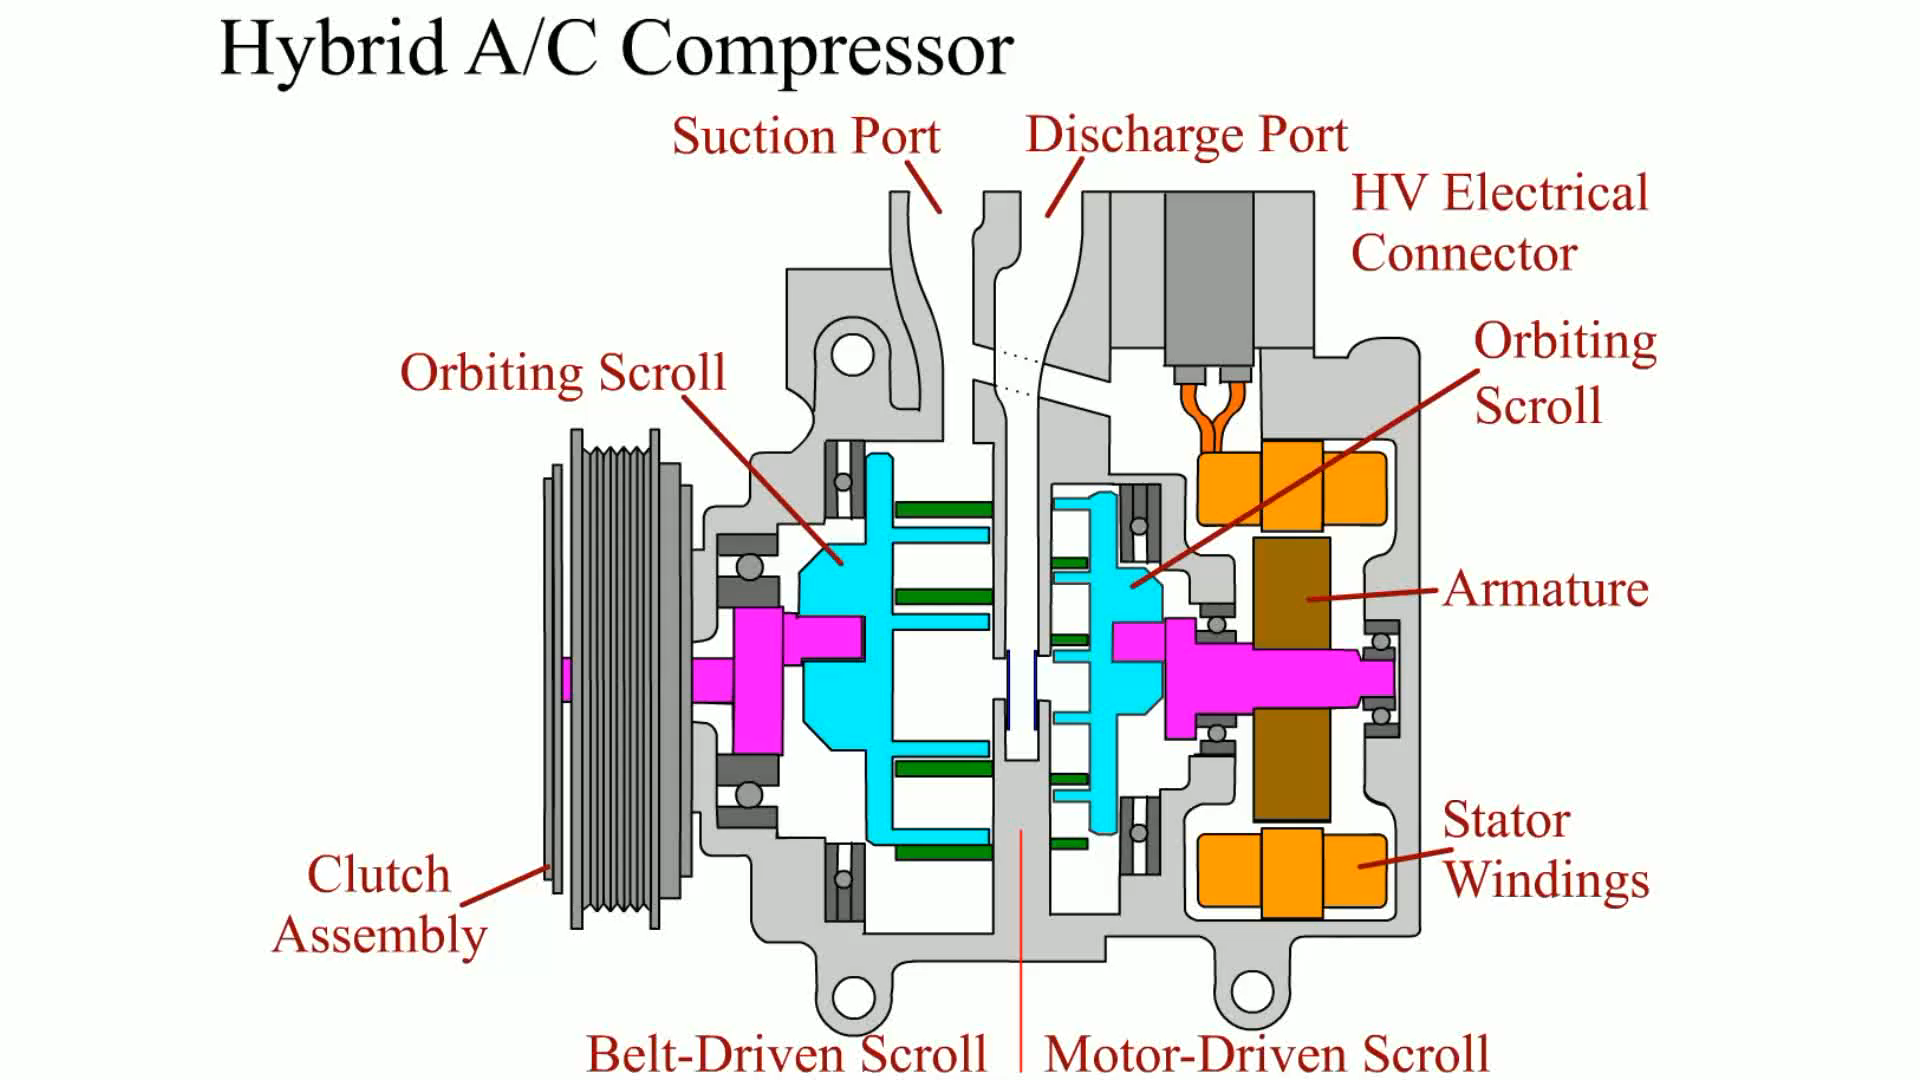 Hybrid A/C Compressor
Suction Port
Discharge Port
HV Electrical
Connector
Orbiting Scroll
Orbiting
Scroll
Armature
Stator
Windings
Clutch
Assembly
Belt-Driven Scroll
Motor-Driven Scroll